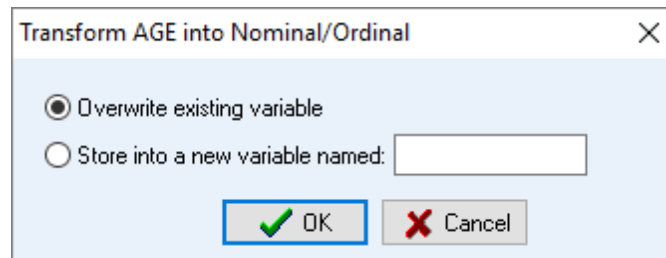 Transform AGE into Nominal/Ordinal
Overwrite existing variable
Store into a new variable named:
OK Cancel